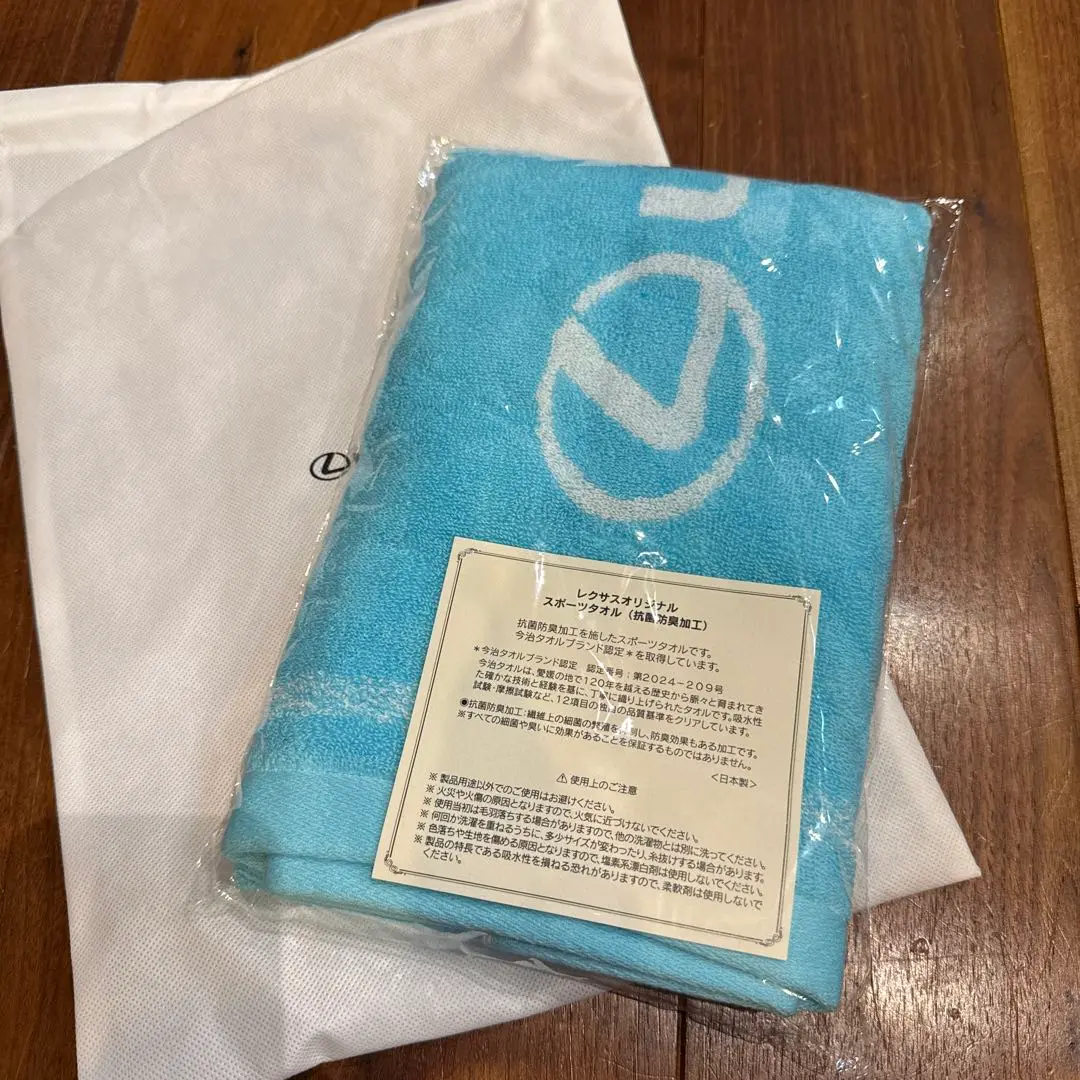 レクサスオリジナル
スポーツタオル（抗菌防臭加工）
抗菌防臭加工を施したスポーツタオルです。
今治タオルブランド認定＊を取得しています。
＊今治タオルブランド認定　認定番号：第2024-209号
今治タオルは、愛媛の地で120年を越える歴史から脈々と育まれてき
た確かな技術と経験を基に、丁寧に織り上げられたタオルです。吸水性
試験・摩擦試験など、12項目の独自の品質基準をクリアしています。
◉抗菌防臭加工：繊維上の細菌の繁殖を抑制し、防臭効果もある加工です。
※すべての細菌や臭いに効果があることを保証するものではありません。
＜日本製＞
⚠ 使用上のご注意
※ 製品用途以外でのご使用はお避けください。
※ 火災や火傷の原因となりますので、火気に近づけないでください。
※ 使用当初は毛羽落ちする場合がありますので、他の洗濯物とは別に洗ってください。
※ 何回か洗濯を重ねるうちに、多少サイズが変わったり、糸抜けする場合があります。
※ 色落ちや生地を傷める原因となりますので、塩素系漂白剤は使用しないでください。
※ 製品の特長である吸水性を損ねる恐れがありますので、柔軟剤は使用しないで
ください。